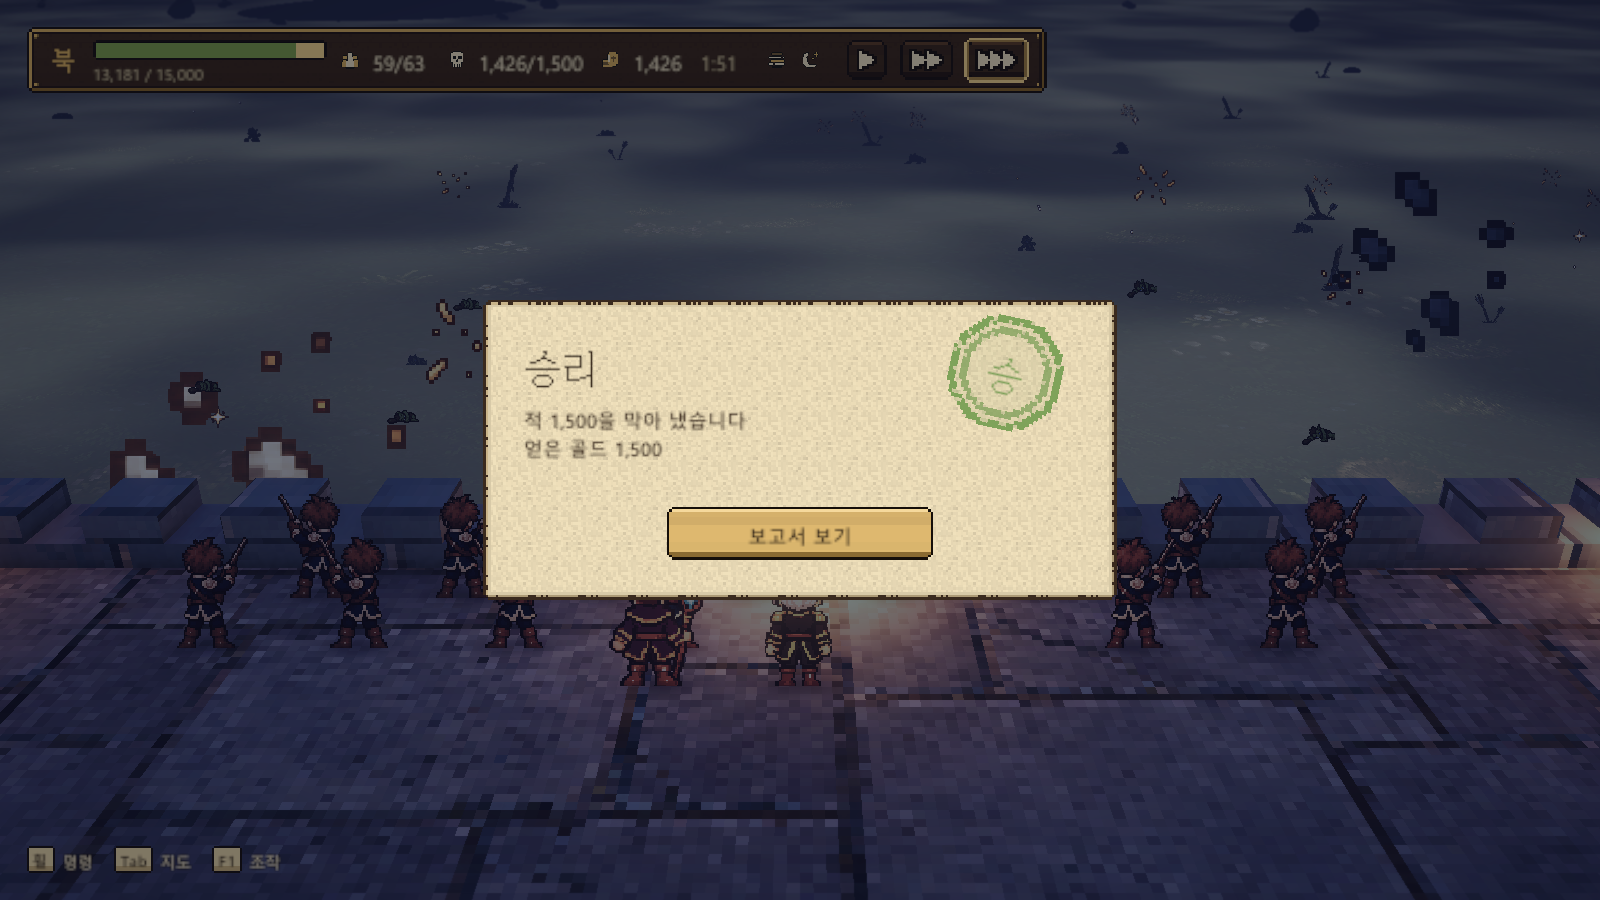 북
13,181 / 15,000
59/63
1,426/1,500
1,426
1:51
승리
승
적 1,500을 막아 냈습니다
얻은 골드 1,500
보고서 보기
휠 명령
Tab 지도
F1 조작